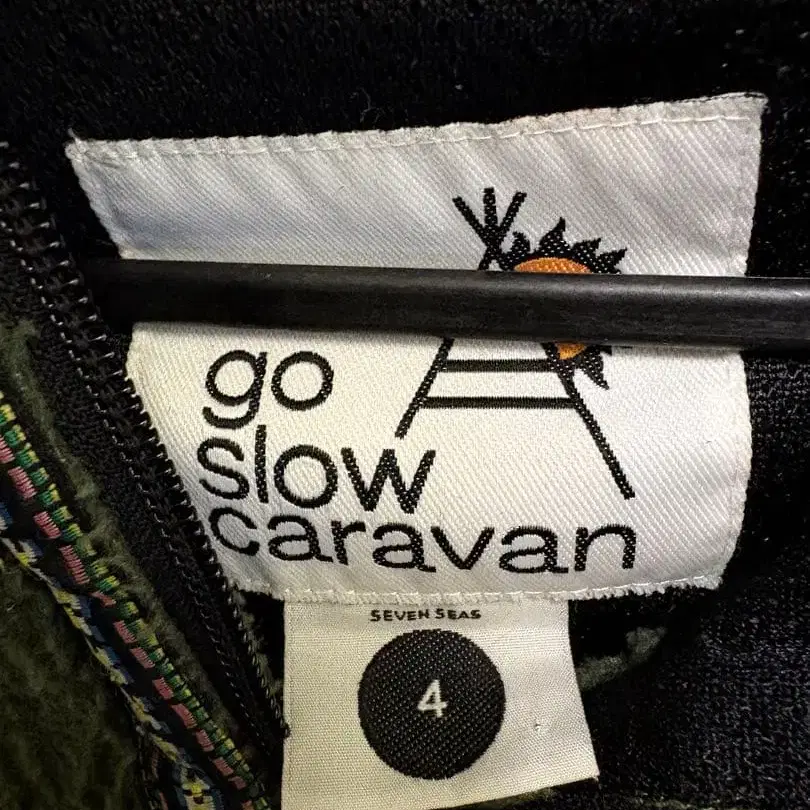 go
slow
caravan
SEVEN SEAS
4